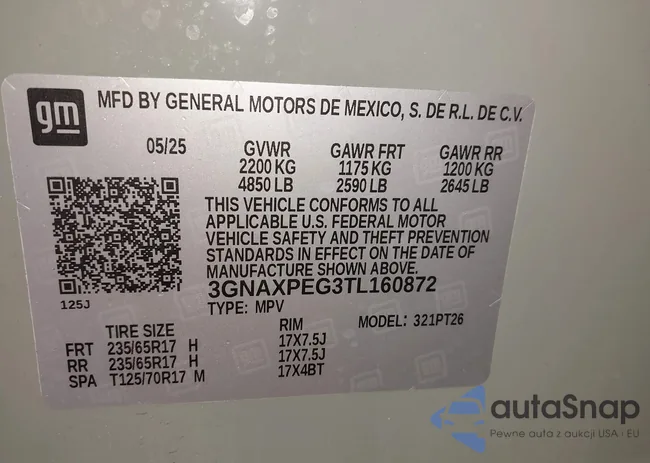 gm
MFD BY GENERAL MOTORS DE MEXICO, S. DE R.L. DE C.V.
05/25 GVWR GAWR FRT GAWR RR
2200 KG 1175 KG 1200 KG
4850 LB 2590 LB 2645 LB
THIS VEHICLE CONFORMS TO ALL
APPLICABLE U.S. FEDERAL MOTOR
VEHICLE SAFETY AND THEFT PREVENTION
STANDARDS IN EFFECT ON THE DATE OF
MANUFACTURE SHOWN ABOVE.
125J
3GNAXPEG3TL160872
TYPE: MPV MODEL: 321PT26
TIRE SIZE RIM
FRT 235/65R17 H 17X7.5J
RR 235/65R17 H 17X7.5J
SPA T125/70R17 M 17X4BT
autaSnap
Pewne auta z aukcji USA i EU